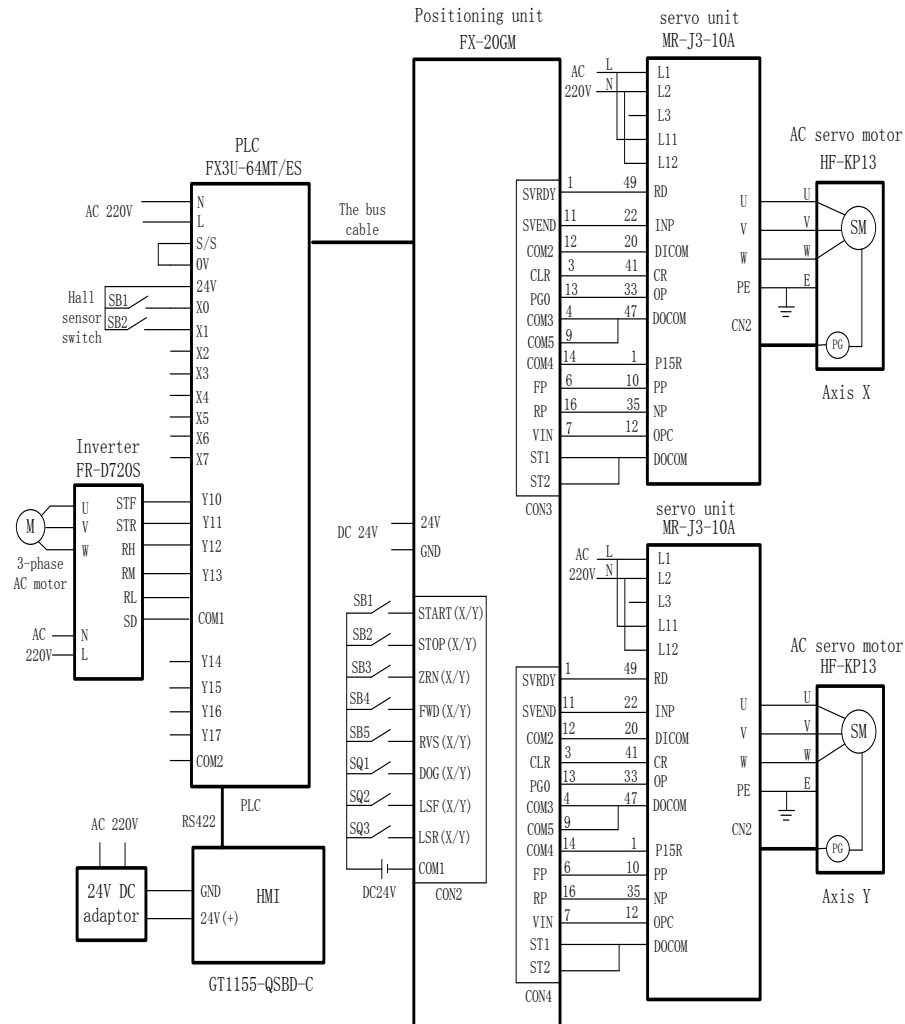 Positioning unit
FX-20GM
servo unit
MR-J3-10A
AC L
220V N
L1
L2
L3
L11
L12
AC servo motor
HF-KP13
PLC
FX3U-64MT/ES
AC 220V
N
L
S/S
0V
24V
X0
X1
X2
X3
X4
X5
X6
X7
Hall
sensor
switch
SB1
SB2
The bus
cable
SVRDY 1 49 RD
SVEND 11 22 INP
COM2 12 20 DICOM
CLR 3 41 CR
PG0 13 33 OP
COM3 4 47 DOCOM
COM5 9
COM4 14 1 P15R
FP 6 10 PP
RP 16 35 NP
VIN 7 12 OPC
ST1 DOCOM
ST2
CON3
U U
V V
W W
PE E
CN2
SM
PG
Axis X
Inverter
FR-D720S
U
V
W
M
3-phase
AC motor
AC N
220V L
STF Y10
STR Y11
RH Y12
RM Y13
RL
SD COM1
Y14
Y15
Y16
Y17
COM2
PLC
RS422
DC 24V
24V
GND
SB1 START(X/Y)
SB2 STOP(X/Y)
SB3 ZRN(X/Y)
SB4 FWD(X/Y)
SB5 RVS(X/Y)
SQ1 DOG(X/Y)
SQ2 LSF(X/Y)
SQ3 LSR(X/Y)
DC24V COM1
CON2
servo unit
MR-J3-10A
AC L
220V N
L1
L2
L3
L11
L12
AC servo motor
HF-KP13
SVRDY 1 49 RD
SVEND 11 22 INP
COM2 12 20 DICOM
CLR 3 41 CR
PG0 13 33 OP
COM3 4 47 DOCOM
COM5 9
COM4 14 1 P15R
FP 6 10 PP
RP 16 35 NP
VIN 7 12 OPC
ST1 DOCOM
ST2
CON4
U U
V V
W W
PE E
CN2
SM
PG
Axis Y
AC 220V
24V DC
adaptor
GND
24V(+)
HMI
GT1155-QSBD-C